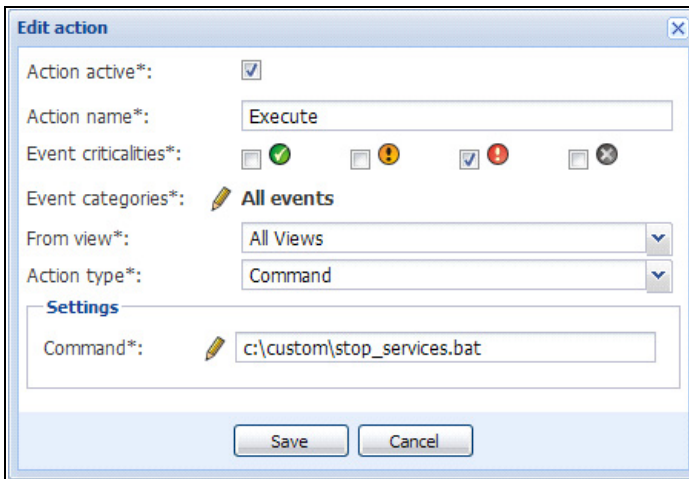 Edit action
Action active*:
Action name*: Execute
Event criticalities*:
Event categories*: All events
From view*: All Views
Action type*: Command
Settings
Command*: c:\custom\stop_services.bat
Save Cancel